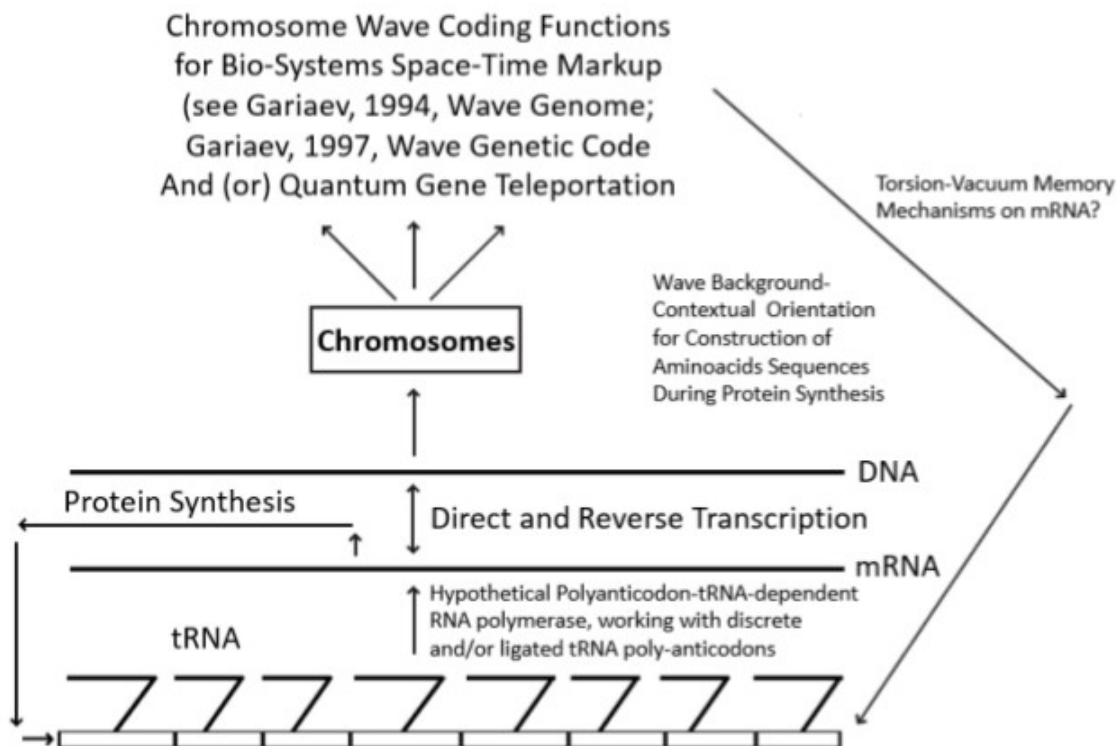 Chromosome Wave Coding Functions
for Bio-Systems Space-Time Markup
(see Gariaev, 1994, Wave Genome;
Gariaev, 1997, Wave Genetic Code
And (or) Quantum Gene Teleportation
Torsion-Vacuum Memory
Mechanisms on mRNA?
Wave Background-
Contextual Orientation
for Construction of
Aminoacids Sequences
During Protein Synthesis
Chromosomes
DNA
Protein Synthesis
Direct and Reverse Transcription
mRNA
Hypothetical Polyanticodon-tRNA-dependent
RNA polymerase, working with discrete
and/or ligated tRNA poly-anticodons
tRNA